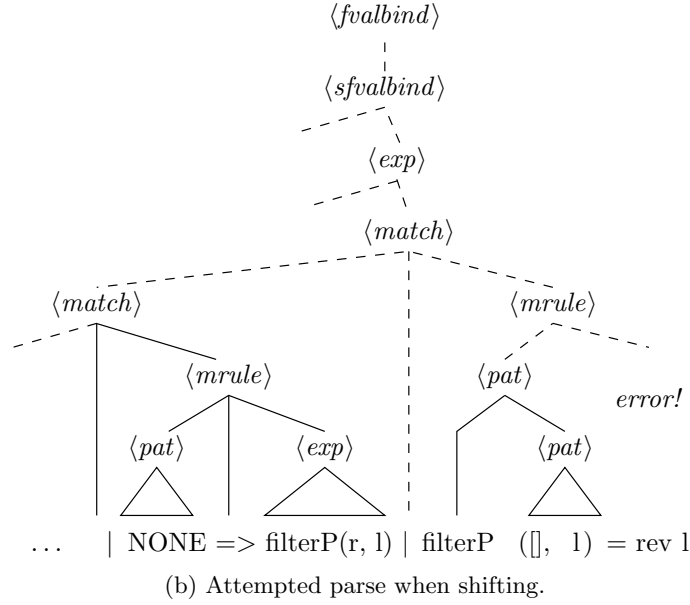 ⟨fvalbind⟩
⟨sfvalbind⟩
⟨exp⟩
⟨match⟩
⟨match⟩ ⟨mrule⟩
⟨mrule⟩ ⟨pat⟩
error!
⟨pat⟩ ⟨exp⟩ ⟨pat⟩
... | NONE => filterP(r, l) | filterP ([], l) = rev l
(b) Attempted parse when shifting.